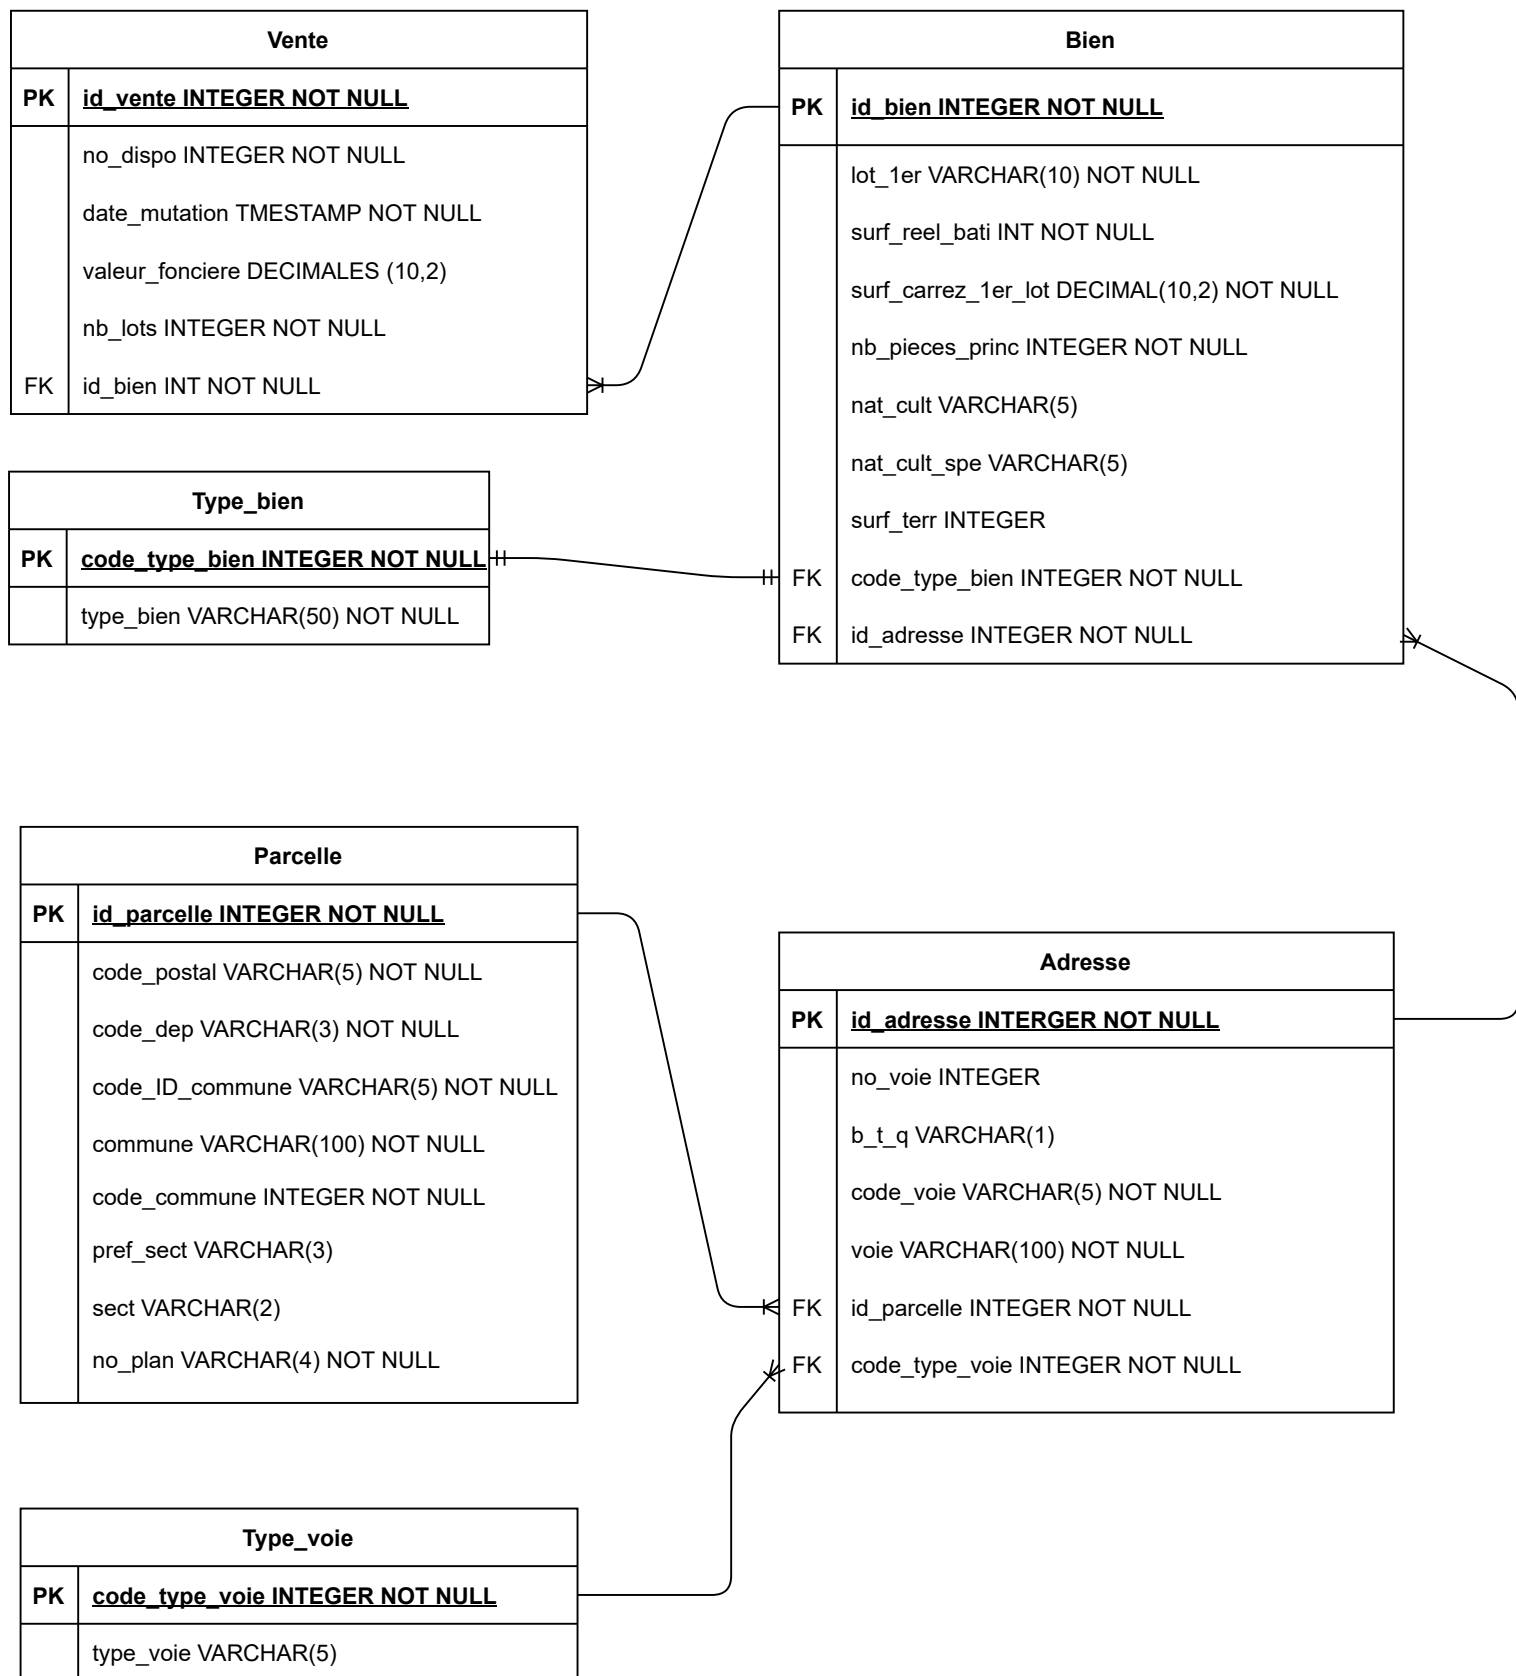 Vente
PK id_vente INTEGER NOT NULL
no_dispo INTEGER NOT NULL
date_mutation TMESTAMP NOT NULL
valeur_fonciere DECIMALES (10,2)
nb_lots INTEGER NOT NULL
FK id_bien INT NOT NULL
Bien
PK id_bien INTEGER NOT NULL
lot_1er VARCHAR(10) NOT NULL
surf_reel_bati INT NOT NULL
surf_carrez_1er_lot DECIMAL(10,2) NOT NULL
nb_pieces_princ INTEGER NOT NULL
nat_cult VARCHAR(5)
nat_cult_spe VARCHAR(5)
surf_terr INTEGER
FK code_type_bien INTEGER NOT NULL
FK id_adresse INTEGER NOT NULL
Type_bien
PK code_type_bien INTEGER NOT NULL
type_bien VARCHAR(50) NOT NULL
Parcelle
PK id_parcelle INTEGER NOT NULL
code_postal VARCHAR(5) NOT NULL
code_dep VARCHAR(3) NOT NULL
code_ID_commune VARCHAR(5) NOT NULL
commune VARCHAR(100) NOT NULL
code_commune INTEGER NOT NULL
pref_sect VARCHAR(3)
sect VARCHAR(2)
no_plan VARCHAR(4) NOT NULL
Adresse
PK id_adresse INTERGER NOT NULL
no_voie INTEGER
b_t_q VARCHAR(1)
code_voie VARCHAR(5) NOT NULL
voie VARCHAR(100) NOT NULL
FK id_parcelle INTEGER NOT NULL
FK code_type_voie INTEGER NOT NULL
Type_voie
PK code_type_voie INTEGER NOT NULL
type_voie VARCHAR(5)